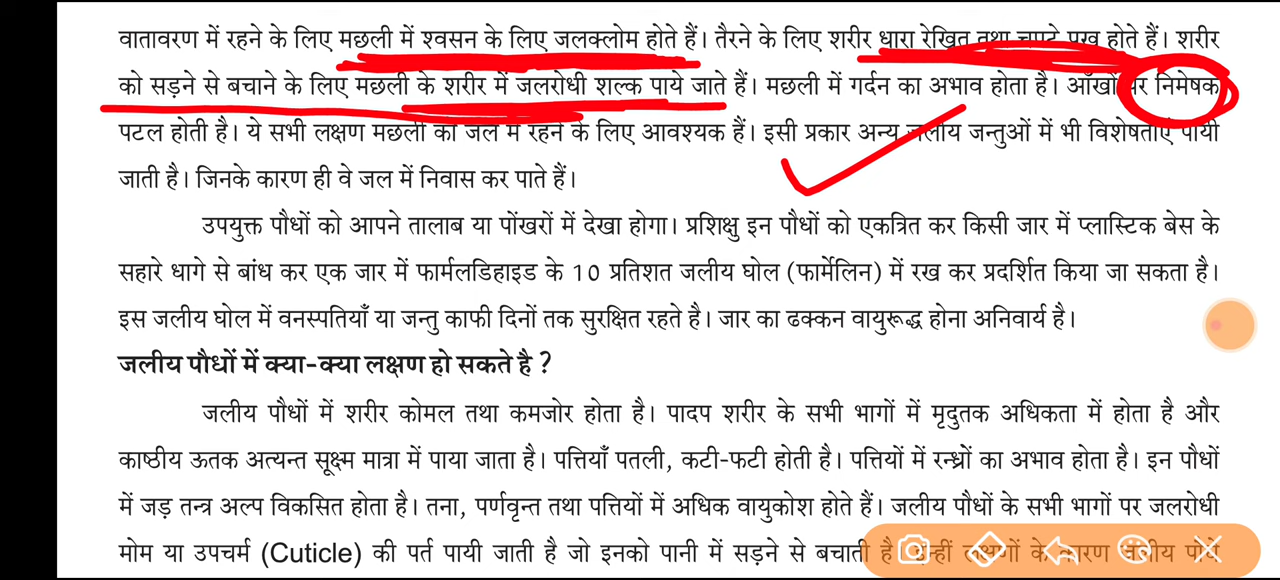 वातावरण में रहने के लिए मछली में श्वसन के लिए जलक्लोम होते हैं। तैरने के लिए शरीर धारा रेखित तथा चपटे पख होते हैं। शरीर
को सड़ने से बचाने के लिए मछली के शरीर में जलरोधी शल्क पाये जाते हैं। मछली में गर्दन का अभाव होता है। आँखों पर निमेषक
पटल होती है। ये सभी लक्षण मछली को जल में रहने के लिए आवश्यक हैं। इसी प्रकार अन्य जलीय जन्तुओं में भी विशेषताएं पायी
जाती है। जिनके कारण ही वे जल में निवास कर पाते हैं।
उपयुक्त पौधों को आपने तालाब या पोंखरों में देखा होगा। प्रशिक्षु इन पौधों को एकत्रित कर किसी जार में प्लास्टिक बेस के
सहारे धागे से बांध कर एक जार में फार्मलडिहाइड के 10 प्रतिशत जलीय घोल (फार्मेलिन) में रख कर प्रदर्शित किया जा सकता है।
इस जलीय घोल में वनस्पतियाँ या जन्तु काफी दिनों तक सुरक्षित रहते है। जार का ढक्कन वायुरूद्ध होना अनिवार्य है।
जलीय पौधों में क्या-क्या लक्षण हो सकते है ?
जलीय पौधों में शरीर कोमल तथा कमजोर होता है। पादप शरीर के सभी भागों में मृदुतक अधिकता में होता है और
काष्ठीय ऊतक अत्यन्त सूक्ष्म मात्रा में पाया जाता है। पत्तियाँ पतली, कटी-फटी होती है। पत्तियों में रन्ध्रों का अभाव होता है। इन पौधों
में जड़ तन्त्र अल्प विकसित होता है। तना, पर्णवृन्त तथा पत्तियों में अधिक वायुकोश होते हैं। जलीय पौधों के सभी भागों पर जलरोधी
मोम या उपचर्म (Cuticle) की पर्त पायी जाती है जो इनको पानी में सड़ने से बचाती है। इन्हीं लक्षणों के कारण जलीय पौधे